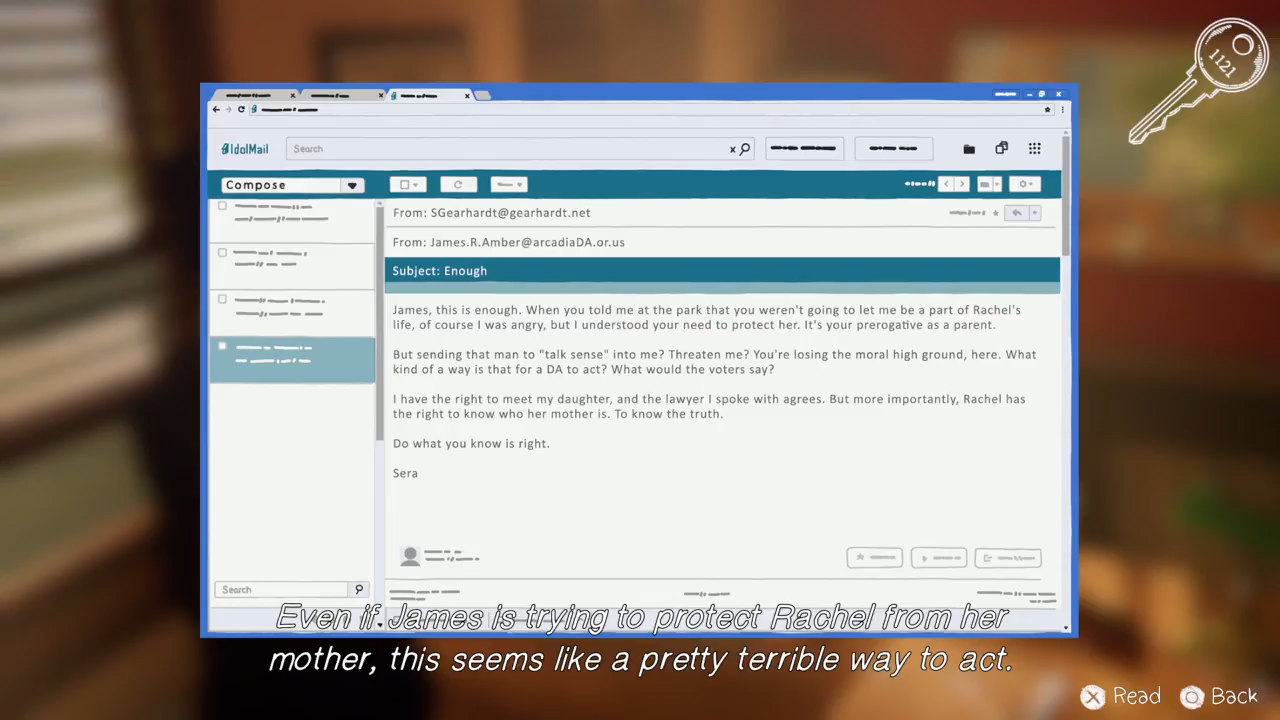 1121
IdolMail
Search
Compose
From: SGearhardt@gearhardt.net
From: James.R.Amber@arcadiaDA.or.us
Subject: Enough
James, this is enough. When you told me at the park that you weren't going to let me be a part of Rachel's
life, of course I was angry, but I understood your need to protect her. It's your prerogative as a parent.
But sending that man to "talk sense" into me? Threaten me? You're losing the moral high ground, here. What
kind of a way is that for a DA to act? What would the voters say?
I have the right to meet my daughter, and the lawyer I spoke with agrees. But more importantly, Rachel has
the right to know who her mother is. To know the truth.
Do what you know is right.
Sera
Search
Even if James is trying to protect Rachel from her
mother, this seems like a pretty terrible way to act.
Read
Back